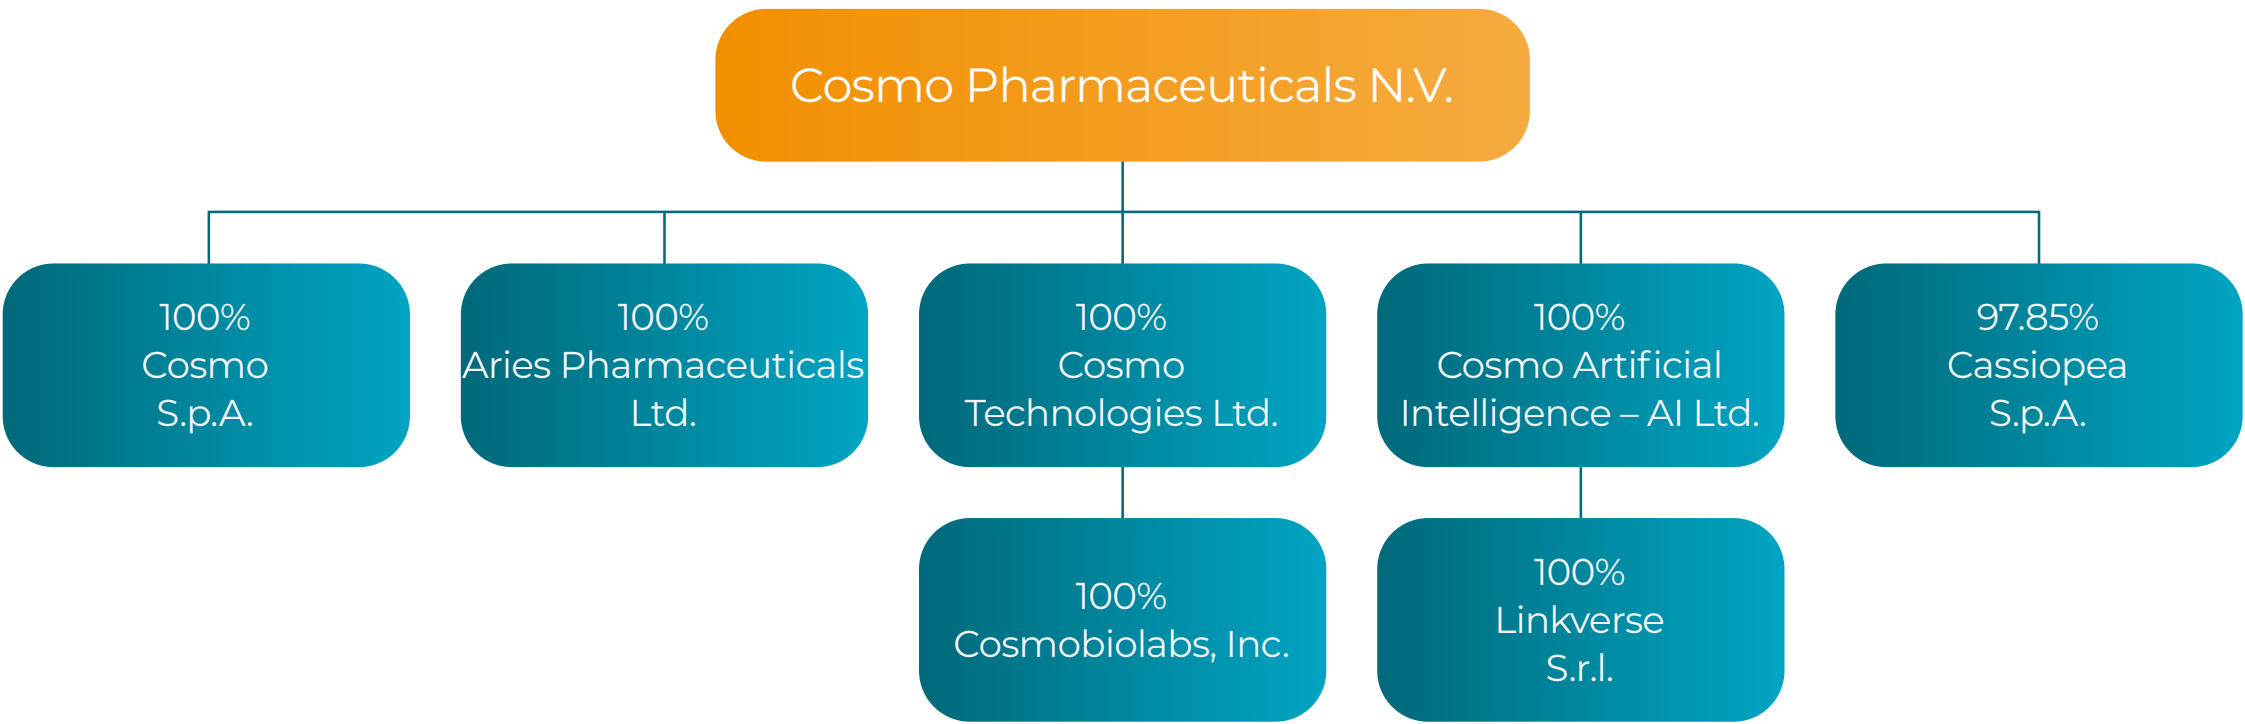 Cosmo Pharmaceuticals N.V.
100%
Cosmo
S.p.A.
100%
Aries Pharmaceuticals
Ltd.
100%
Cosmo
Technologies Ltd.
100%
Cosmo Artificial
Intelligence – AI Ltd.
97.85%
Cassiopea
S.p.A.
100%
Cosmobiolabs, Inc.
100%
Linkverse
S.r.l.